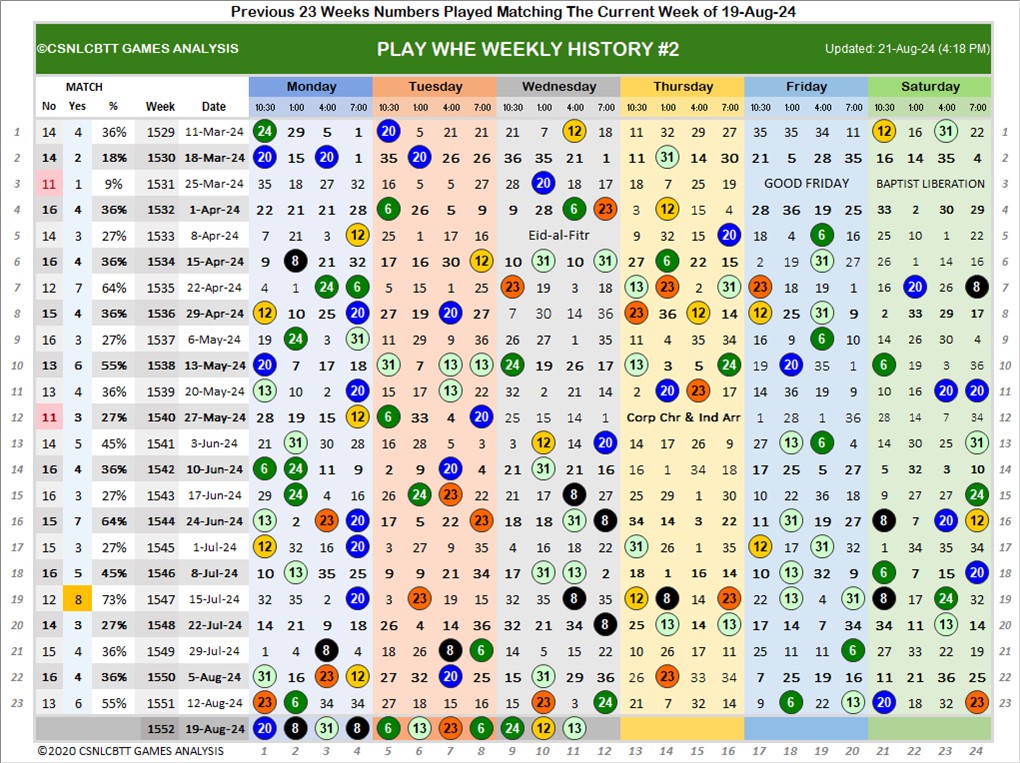 Previous 23 Weeks Numbers Played Matching The Current Week of 19-Aug-24
©CSNLCBTT GAMES ANALYSIS PLAY WHE WEEKLY HISTORY #2 Updated: 21-Aug-24 (4:18 PM)
MATCH Monday Tuesday Wednesday Thursday Friday Saturday
No Yes % Week Date 10:30 1:00 4:00 7:00 10:30 1:00 4:00 7:00 10:30 1:00 4:00 7:00 10:30 1:00 4:00 7:00 10:30 1:00 4:00 7:00 10:30 1:00 4:00 7:00
1 14 4 36% 1529 11-Mar-24 24 29 5 1 20 5 21 21 21 7 12 18 11 32 29 27 35 35 34 11 12 16 23 22 1
2 14 2 18% 1530 18-Mar-24 20 15 20 1 35 20 26 26 36 35 21 1 11 31 14 30 21 5 28 35 16 14 35 4 2
3 11 1 9% 1531 25-Mar-24 35 18 27 32 16 5 5 27 28 20 18 17 18 7 25 19 GOOD FRIDAY BAPTIST LIBERATION 3
4 16 4 36% 1532 1-Apr-24 22 21 21 28 6 26 5 9 9 28 6 23 3 12 15 4 28 36 19 25 33 2 30 29 4
5 14 3 27% 1533 8-Apr-24 7 21 3 12 25 1 17 16 Eid-al-Fitr 9 32 15 20 18 4 6 16 25 10 1 22 5
6 16 4 36% 1534 15-Apr-24 9 8 21 32 17 16 30 12 10 31 10 31 27 6 22 15 2 19 31 27 26 1 14 16 6
7 12 7 64% 1535 22-Apr-24 4 1 24 6 5 15 1 25 23 19 3 18 13 23 2 31 23 18 19 1 16 20 26 8 7
8 15 4 36% 1536 29-Apr-24 12 10 25 20 27 19 20 27 7 30 14 36 23 36 12 14 12 25 31 9 2 33 29 17 8
9 16 3 27% 1537 6-May-24 19 24 3 31 11 29 9 36 26 27 1 35 11 4 35 34 16 9 6 10 14 26 30 4 9
10 13 6 55% 1538 13-May-24 20 7 17 18 31 7 13 13 24 19 26 17 13 3 5 24 19 20 35 1 6 19 3 36 10
11 13 4 36% 1539 20-May-24 13 10 2 20 15 17 13 22 32 2 21 14 2 20 23 17 14 36 19 9 10 16 20 20 11
12 11 3 27% 1540 27-May-24 28 19 15 12 6 33 4 20 25 15 14 1 Corp Chr & Ind Arr 1 9 3 36 28 14 7 34 12
13 14 5 45% 1541 3-Jun-24 21 31 30 28 16 28 5 3 3 12 14 20 14 17 26 9 27 13 6 4 14 30 25 31 13
14 16 4 36% 1542 10-Jun-24 6 24 11 9 2 9 20 4 21 31 21 16 16 1 34 18 17 25 5 27 5 32 3 10 14
15 16 3 27% 1543 17-Jun-24 29 24 4 16 26 24 23 22 21 17 8 27 15 29 1 30 10 22 36 18 9 27 27 24 15
16 15 7 64% 1544 24-Jun-24 13 2 23 20 17 5 22 23 18 18 31 8 34 14 3 22 11 31 19 27 8 7 20 12 16
17 15 3 27% 1545 1-Jul-24 12 32 16 20 3 27 9 35 4 16 18 22 31 26 1 35 12 17 31 32 1 34 35 34 17
18 16 5 45% 1546 8-Jul-24 10 13 35 25 9 9 21 34 17 31 13 2 18 1 16 14 10 13 32 9 6 7 15 20 18
19 12 8 73% 1547 15-Jul-24 32 35 2 20 3 23 19 15 32 35 8 35 12 8 14 23 22 13 4 31 8 17 24 32 19
20 14 3 27% 1548 22-Jul-24 14 21 9 18 26 4 14 36 32 21 34 8 25 13 14 13 17 14 7 34 34 11 13 14 20
21 15 4 36% 1549 29-Jul-24 1 4 8 4 18 26 8 6 14 5 15 22 10 26 17 11 25 11 11 6 27 33 22 19 21
22 16 4 36% 1550 5-Aug-24 31 16 23 12 27 32 20 25 15 31 29 36 26 23 33 34 7 25 19 16 11 21 36 25 22
23 13 6 55% 1551 12-Aug-24 23 6 34 34 27 18 15 16 15 23 3 24 21 7 32 14 9 6 22 13 20 18 32 23 23
1552 19-Aug-24 20 8 31 8 6 13 23 6 24 12 13
©2020 CSNLCBTT GAMES ANALYSIS 1 2 3 4 5 6 7 8 9 10 11 12 13 14 15 16 17 18 19 20 21 22 23 24